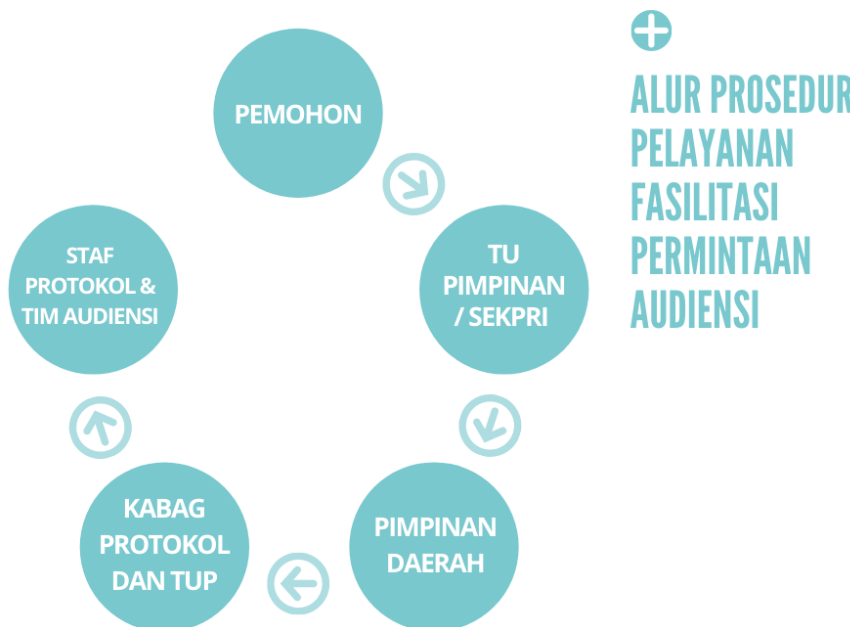 ALUR PROSEDUR
PELAYANAN
FASILITASI
PERMINTAAN
AUDIENSI
PEMOHON
TU
PIMPINAN
/ SEKPRI
PIMPINAN
DAERAH
KABAG
PROTOKOL
DAN TUP
STAF
PROTOKOL &
TIM AUDIENSI